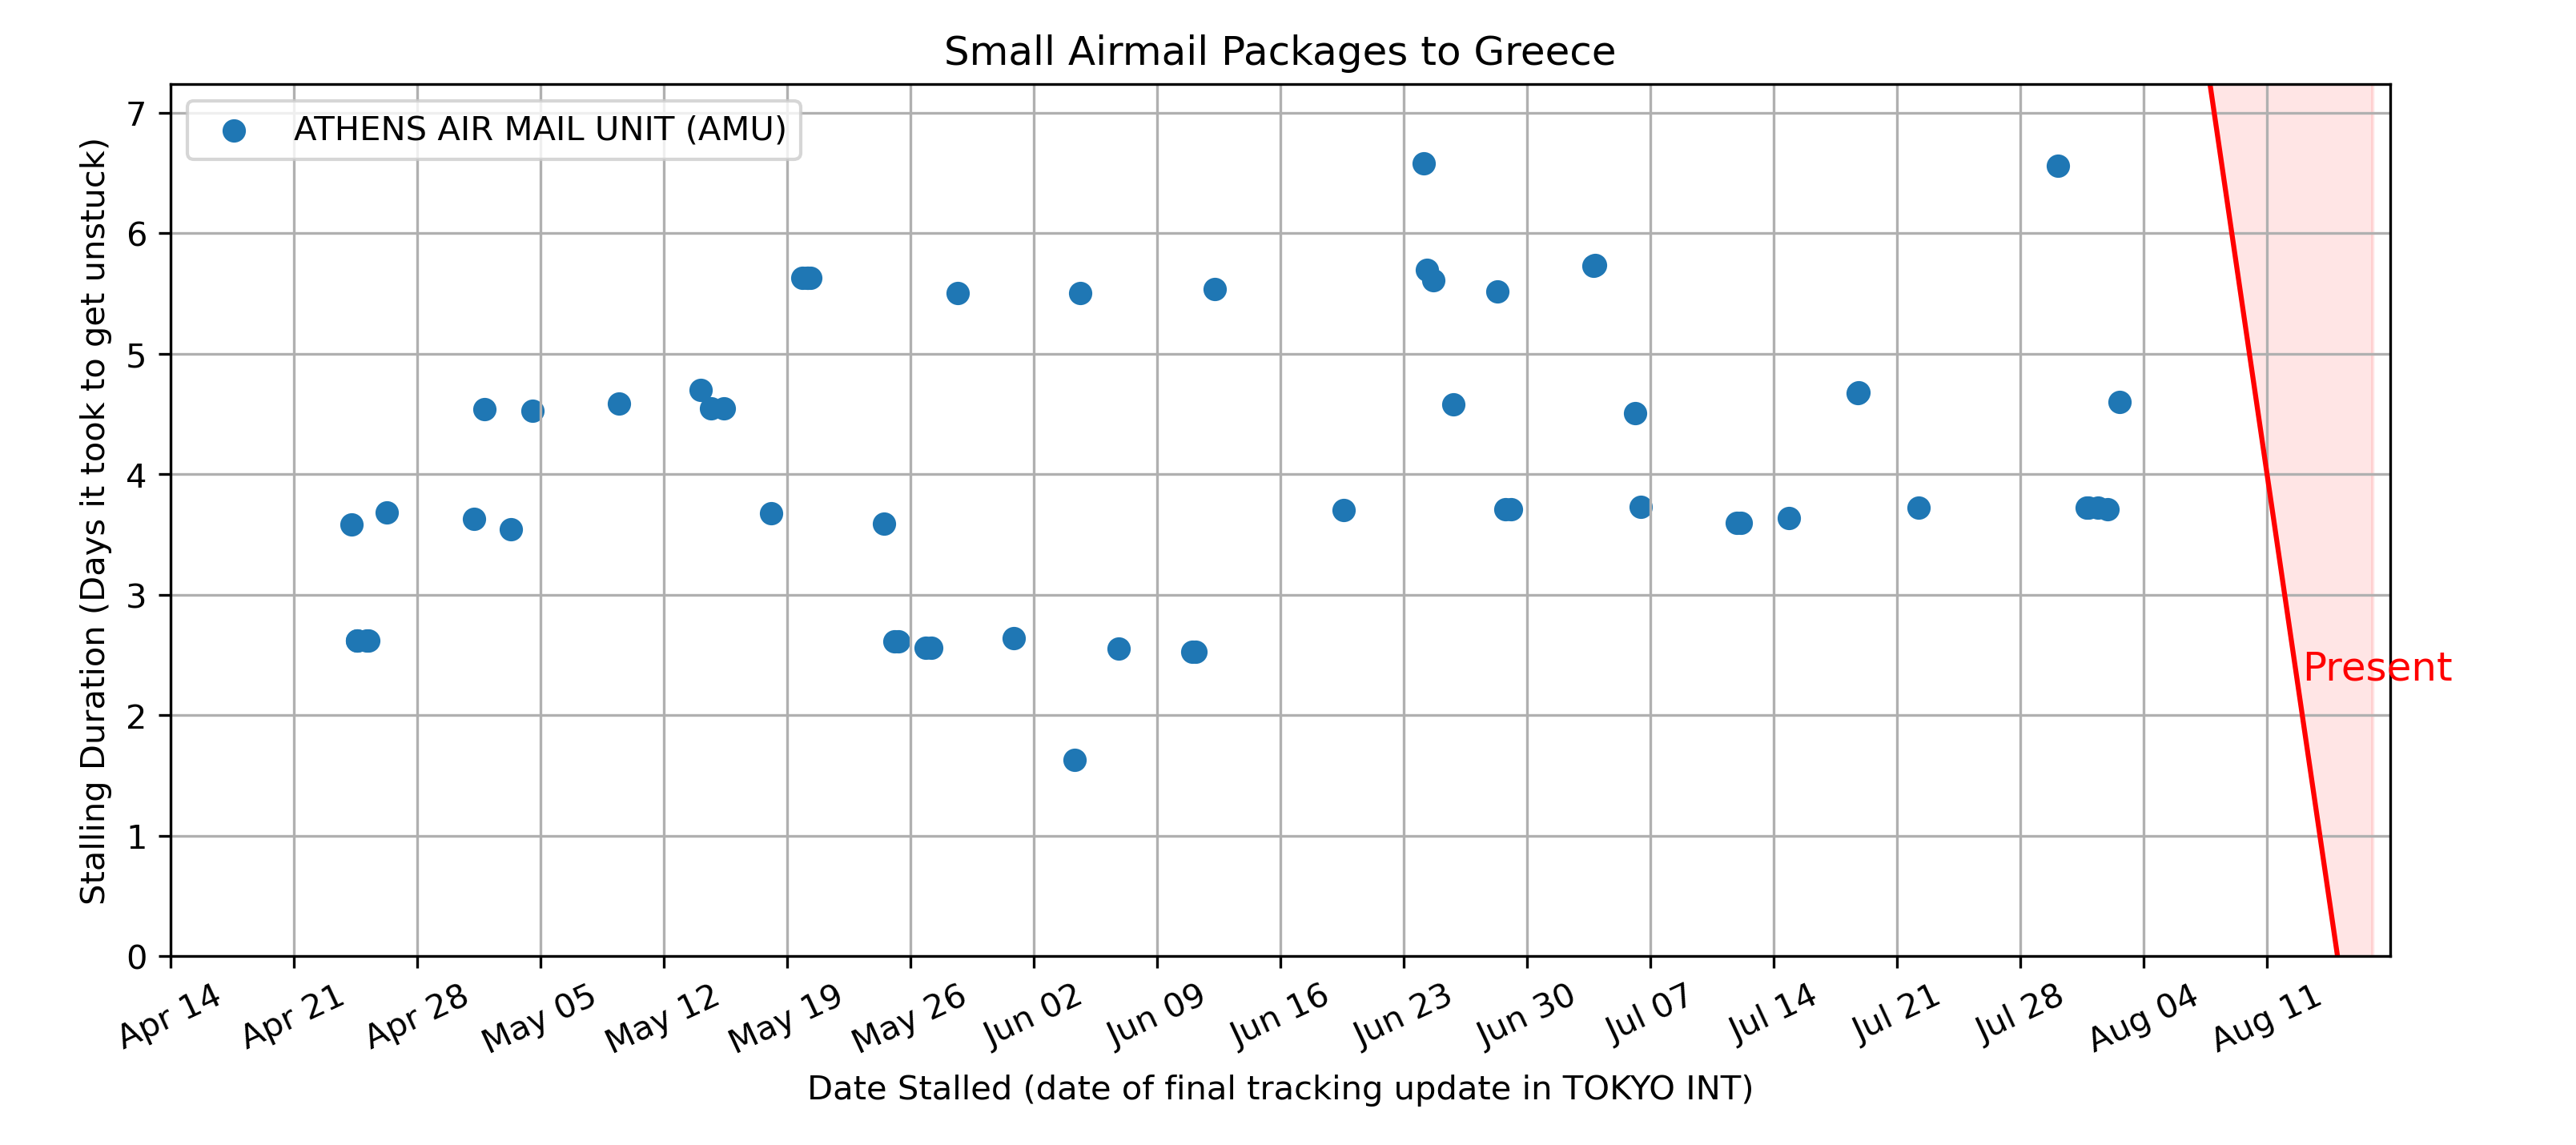 Small Airmail Packages to Greece
ATHENS AIR MAIL UNIT (AMU)
Stalling Duration (Days it took to get unstuck)
7
6
5
4
3
2
1
0
Present
Apr 14
Apr 21
Apr 28
May 05
May 12
May 19
May 26
Jun 02
Jun 09
Jun 16
Jun 23
Jun 30
Jul 07
Jul 14
Jul 21
Jul 28
Aug 04
Aug 11
Date Stalled (date of final tracking update in TOKYO INT)